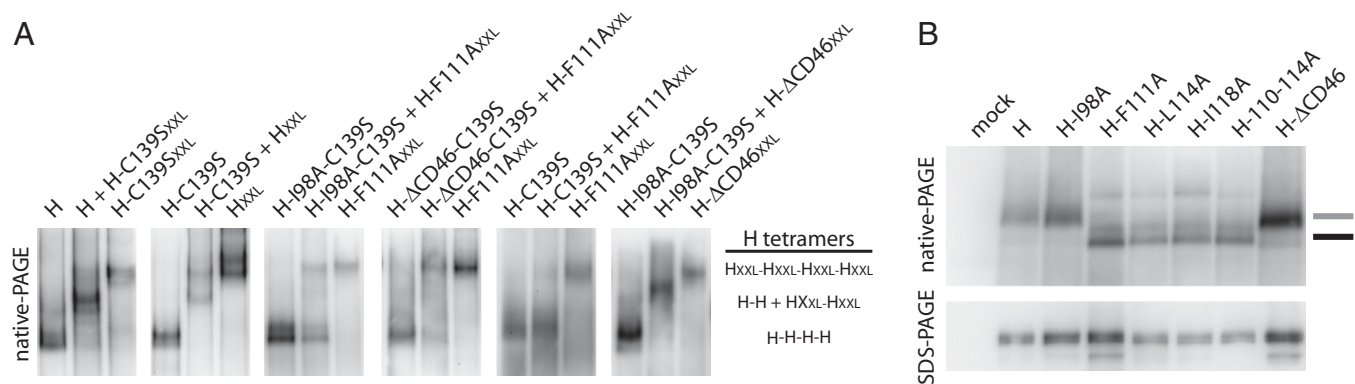 A
H
H + H-C139SXXL
H-C139SXXL
H-C139S
H-C139S + HXXL
HXXL
H-I98A-C139S
H-I98A-C139S + H-F111AXXL
H-F111AXXL
H-ΔCD46-C139S
H-ΔCD46-C139S + H-F111AXXL
H-F111AXXL
H-C139S
H-C139S + H-F111AXXL
H-F111AXXL
H-I98A-C139S
H-I98A-C139S + H-ΔCD46XXL
H-ΔCD46XXL
native-PAGE
H tetramers
HXXL-HXXL-HXXL-HXXL
H-H + HXXL-HXXL
H-H-H-H
B
mock
H
H-I98A
H-F111A
H-L114A
H-I118A
H-110-114A
H-ΔCD46
native-PAGE
SDS-PAGE